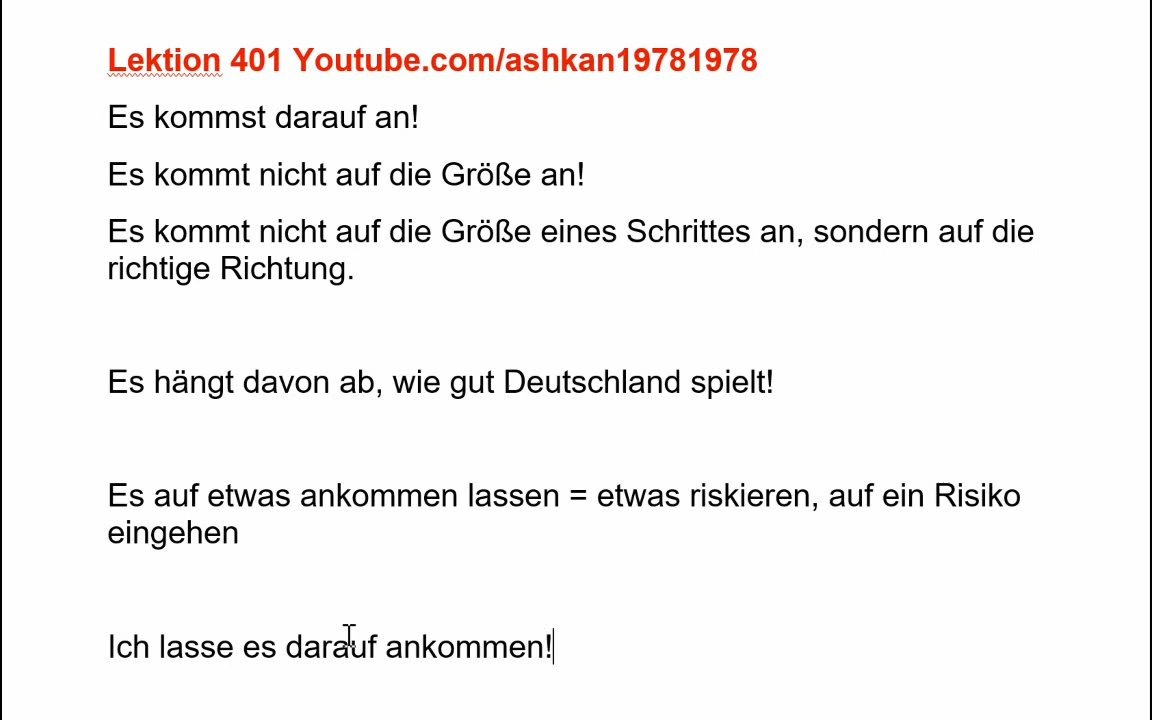 Lektion 401 Youtube.com/ashkan19781978
Es kommst darauf an!
Es kommt nicht auf die Größe an!
Es kommt nicht auf die Größe eines Schrittes an, sondern auf die
richtige Richtung.
Es hängt davon ab, wie gut Deutschland spielt!
Es auf etwas ankommen lassen = etwas riskieren, auf ein Risiko
eingehen
Ich lasse es darauf ankommen!